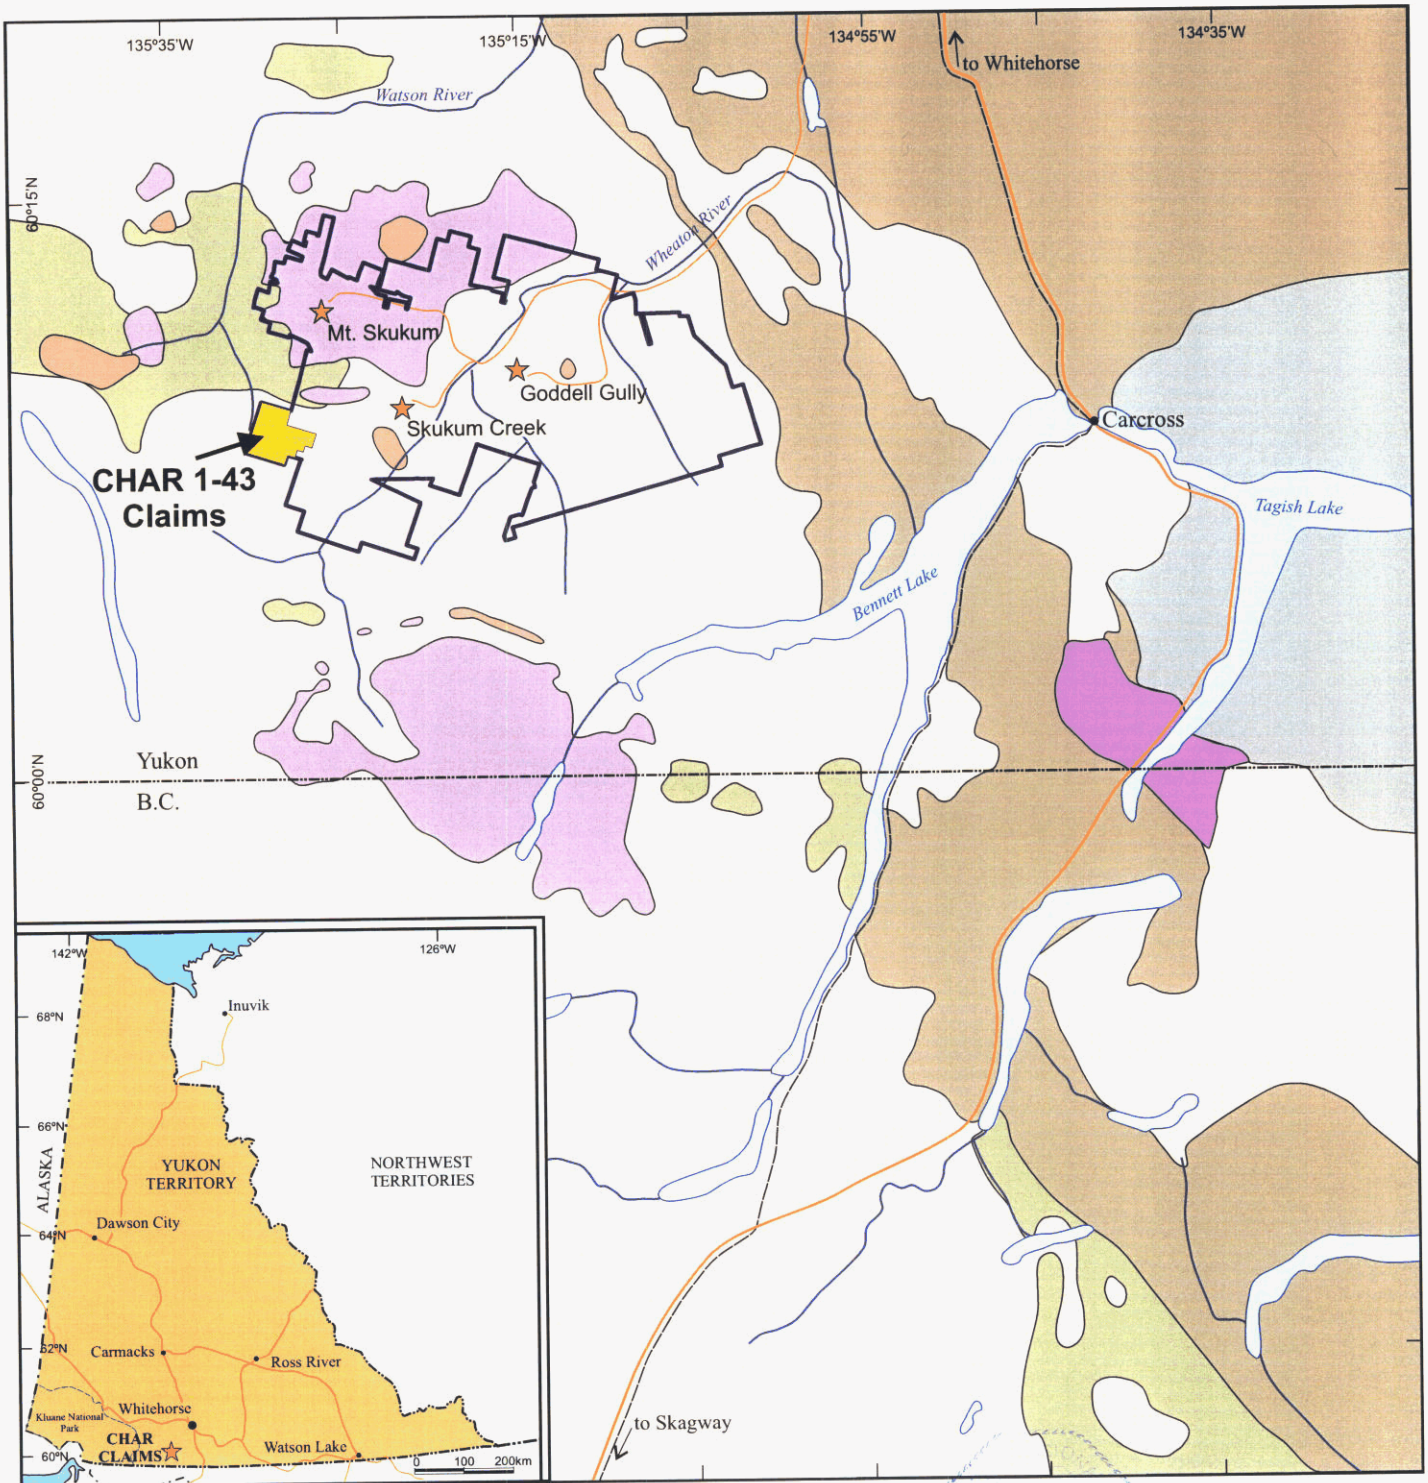 135°35'W
135°15'W
134°55'W
134°35'W
to Whitehorse
Watson River
60°15'N
Wheaton River
Mt. Skukum
Goddell Gully
Skukum Creek
Carcross
CHAR 1-43
Claims
Tagish Lake
Bennett Lake
Yukon
60°00'N
B.C.
142°W
126°W
Inuvik
68°N
66°N
ALASKA
YUKON
TERRITORY
NORTHWEST
TERRITORIES
Dawson City
64°N
62°N
Carmacks
Ross River
Whitehorse
Kluane National
Park
CHAR
CLAIMS
Watson Lake
60°N
0 100 200km
to Skagway